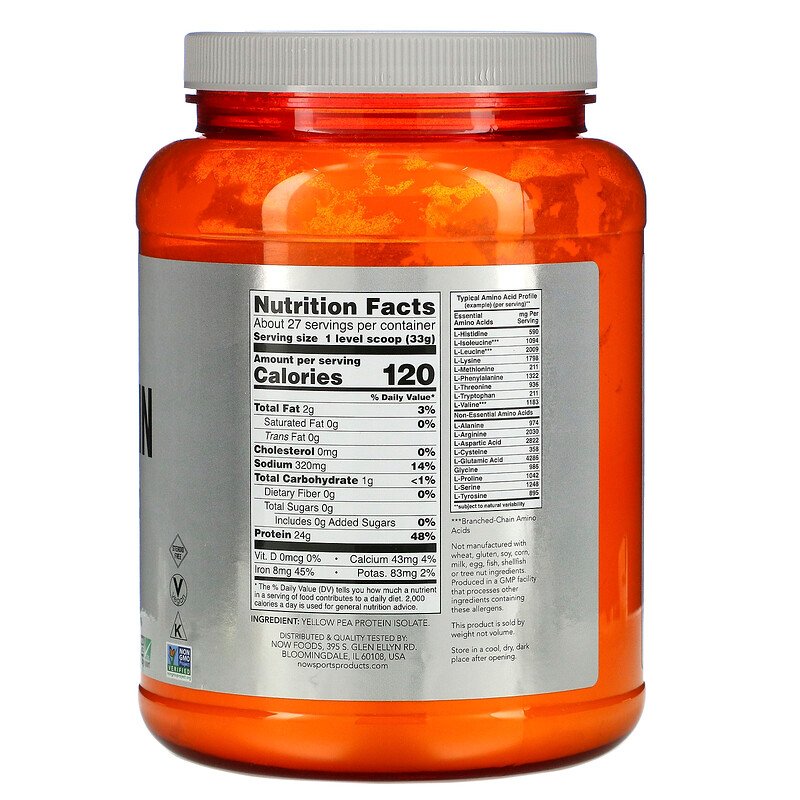 IN
STEROID
FREE
V
K
NON
GMO
VERIFIED
Nutrition Facts
About 27 servings per container
Serving size 1 level scoop (33g)
Amount per serving
Calories 120
% Daily Value*
Total Fat 2g 3%
Saturated Fat 0g 0%
Trans Fat 0g
Cholesterol 0mg 0%
Sodium 320mg 14%
Total Carbohydrate 1g <1%
Dietary Fiber 0g 0%
Total Sugars 0g
Includes 0g Added Sugars 0%
Protein 24g 48%
Vit. D 0mcg 0% • Calcium 43mg 4%
Iron 8mg 45% • Potas. 83mg 2%
* The % Daily Value (DV) tells you how much a nutrient
in a serving of food contributes to a daily diet. 2,000
calories a day is used for general nutrition advice.
INGREDIENT: YELLOW PEA PROTEIN ISOLATE.
DISTRIBUTED & QUALITY TESTED BY:
NOW FOODS, 395 S. GLEN ELLYN RD.
BLOOMINGDALE, IL 60108, USA
nowsportsproducts.com
Typical Amino Acid Profile
(example) (per serving)**
Essential mg Per
Amino Acids Serving
L-Histidine 590
L-Isoleucine*** 1094
L-Leucine*** 2009
L-Lysine 1798
L-Methionine 211
L-Phenylalanine 1322
L-Threonine 936
L-Tryptophan 211
L-Valine*** 1183
Non-Essential Amino Acids
L-Alanine 974
L-Arginine 2030
L-Aspartic Acid 2822
L-Cysteine 358
L-Glutamic Acid 4286
Glycine 986
L-Proline 1042
L-Serine 1248
L-Tyrosine 895
**subject to natural variability
***Branched-Chain Amino
Acids
Not manufactured with
wheat, gluten, soy, corn,
milk, egg, fish, shellfish
or tree nut ingredients.
Produced in a GMP facility
that processes other
ingredients containing
these allergens.
This product is sold by
weight not volume.
Store in a cool, dry, dark
place after opening.